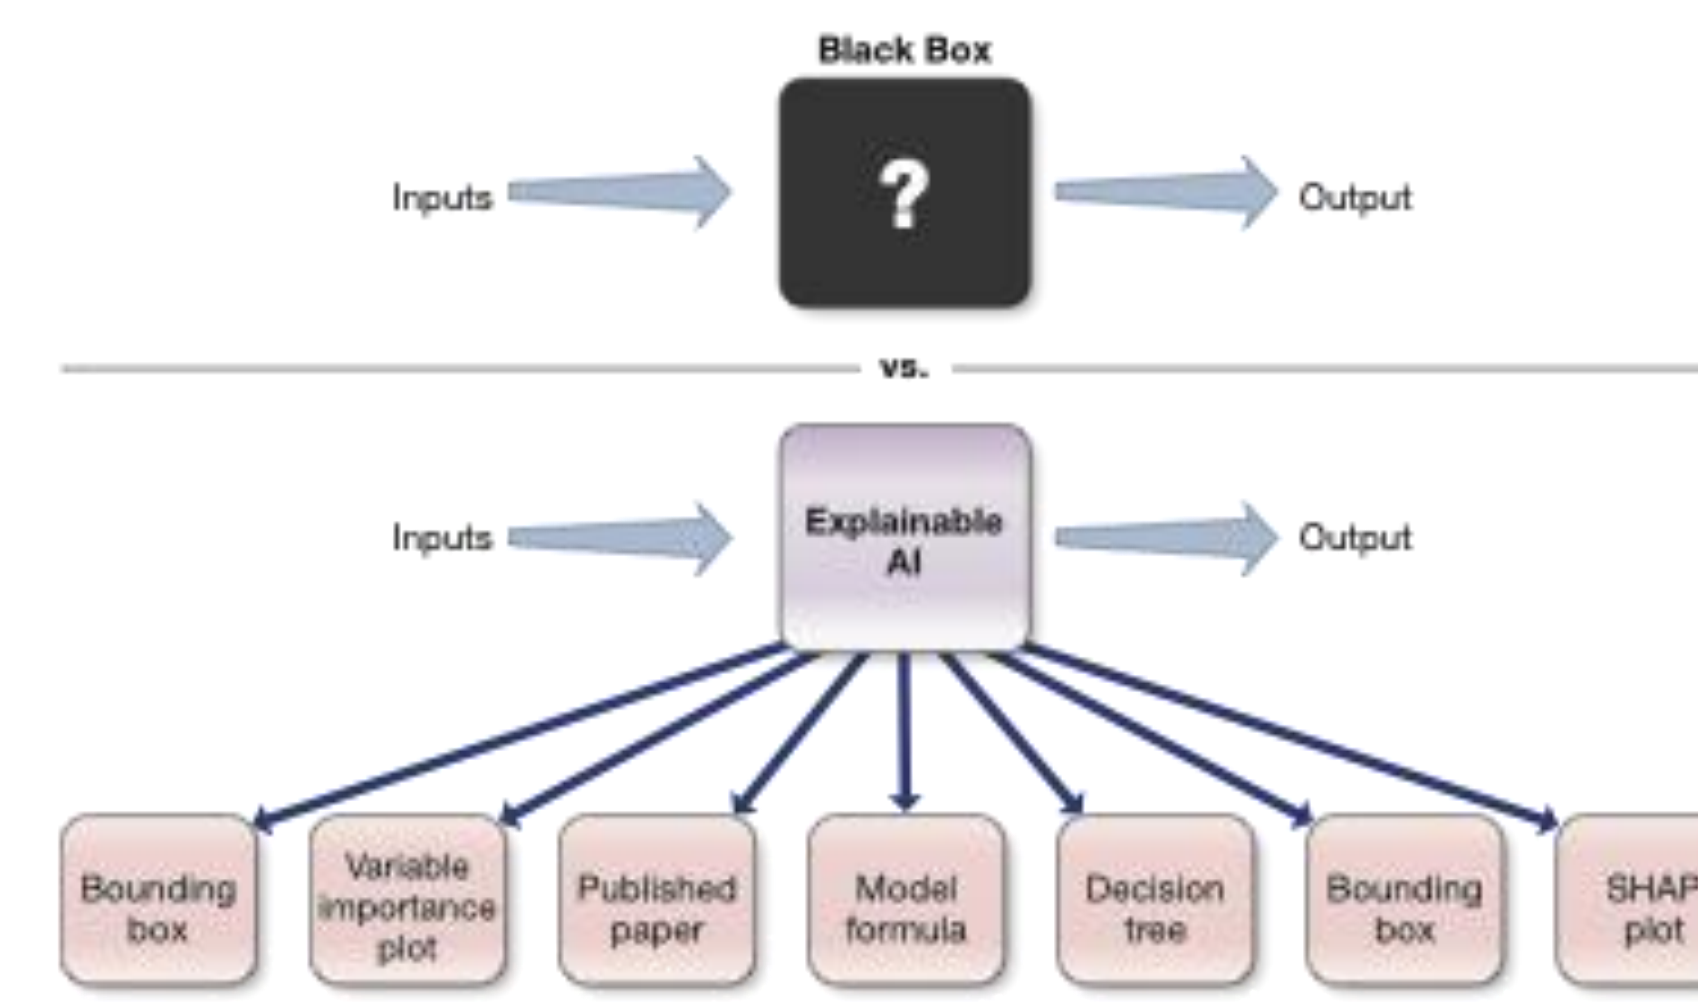 Black Box
?
Inputs
Output
vs.
Explainable
AI
Inputs
Output
Bounding
box
Variable
importance
plot
Published
paper
Model
formula
Decision
tree
Bounding
box
SHAP
plot